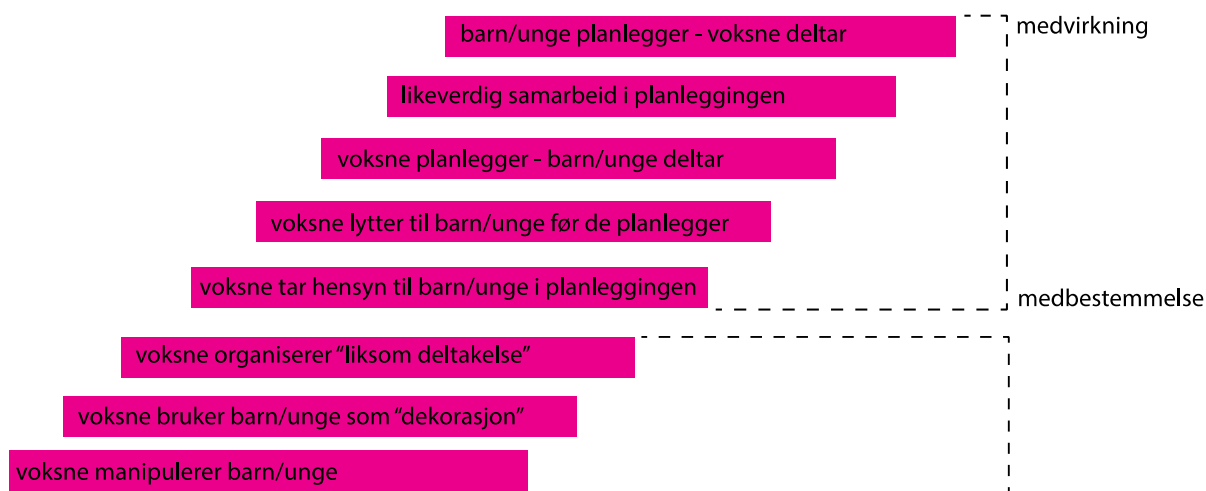 barn/unge planlegger - voksne deltar
medvirkning
likeverdig samarbeid i planleggingen
voksne planlegger - barn/unge deltar
voksne lytter til barn/unge før de planlegger
voksne tar hensyn til barn/unge i planleggingen
medbestemmelse
voksne organiserer “liksom deltakelse”
voksne bruker barn/unge som “dekorasjon”
voksne manipulerer barn/unge